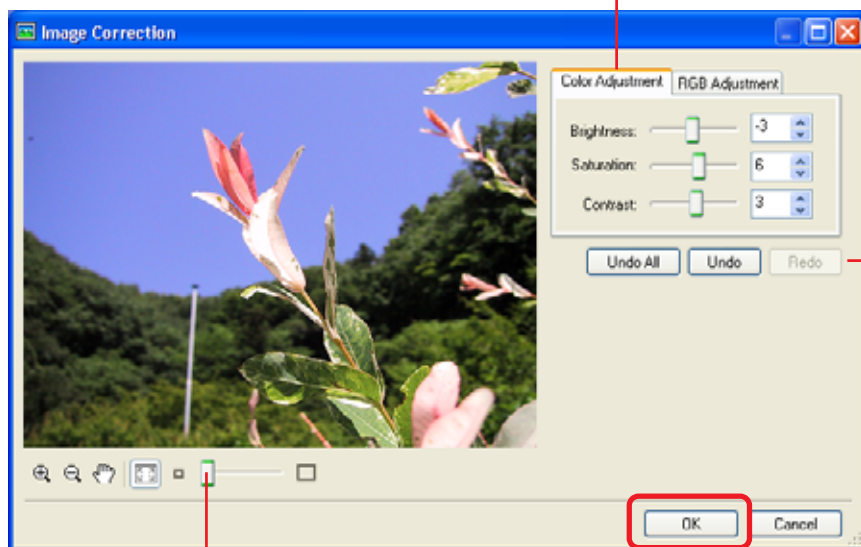 Image Correction
Color Adjustment RGB Adjustment
Brightness: -3
Saturation: 6
Contrast: 3
Undo All Undo Redo
OK Cancel